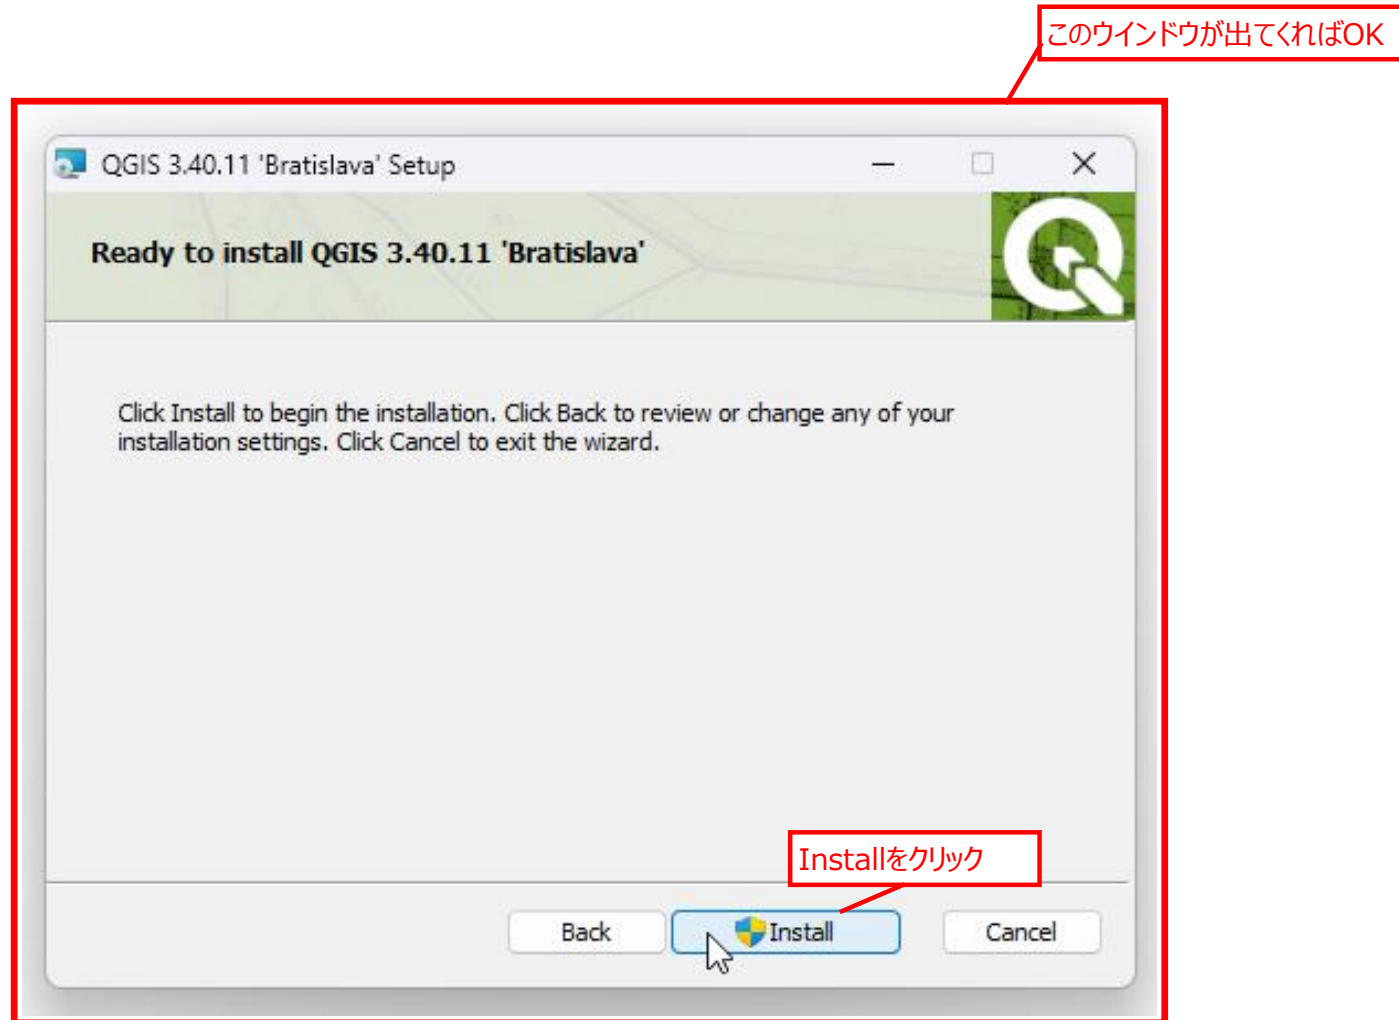 このウインドウが出てくればOK
QGIS 3.40.11 'Bratislava' Setup
Ready to install QGIS 3.40.11 'Bratislava'
Click Install to begin the installation. Click Back to review or change any of your
installation settings. Click Cancel to exit the wizard.
Installをクリック
Back
Install
Cancel